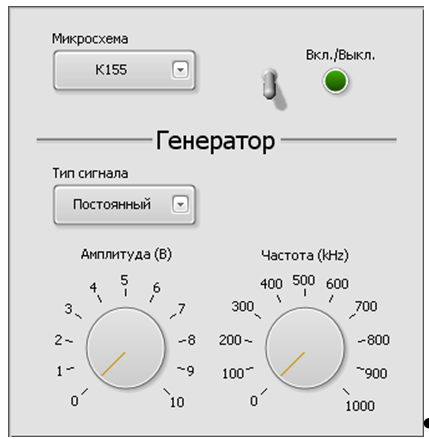 Микросхема
К155
Вкл./Выкл.
Генератор
Тип сигнала
Постоянный
Амплитуда (В)
0 1 2 3 4 5 6 7 8 9 10
Частота (kHz)
0 100 200 300 400 500 600 700 800 900 1000